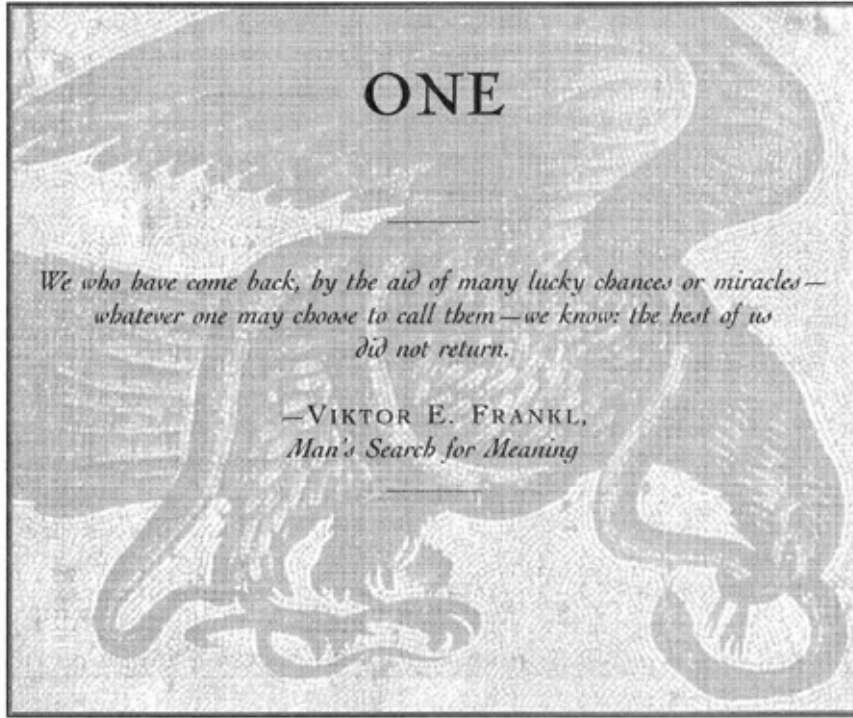 ONE
We who have come back, by the aid of many lucky chances or miracles—
whatever one may choose to call them—we know: the best of us
did not return.
—VIKTOR E. FRANKL,
Man's Search for Meaning